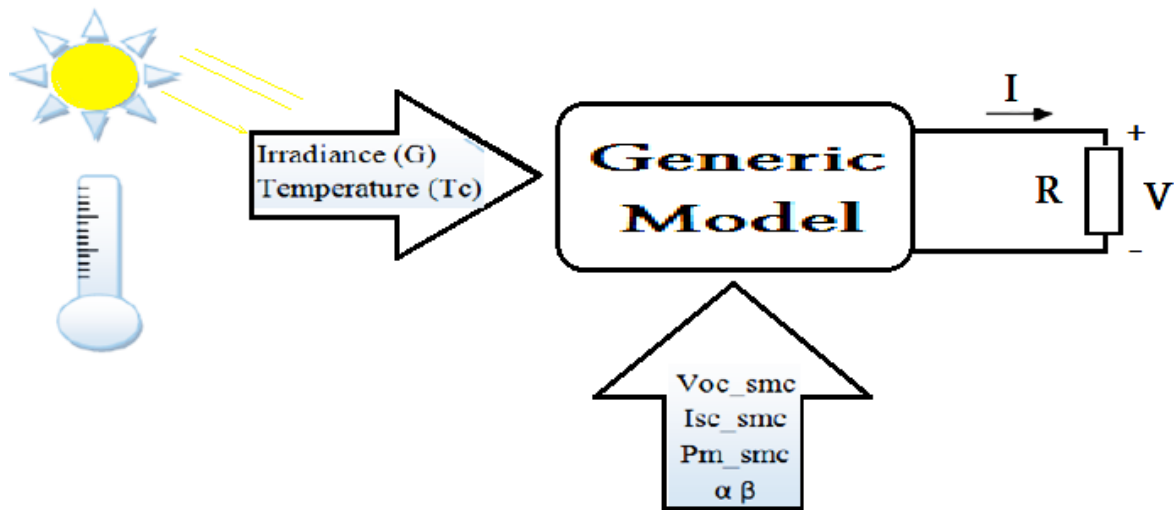 Irradiance (G)
Temperature (Tc)
Generic
Model
I
+
R
V
-
Voc_smc
Isc_smc
Pm_smc
α β